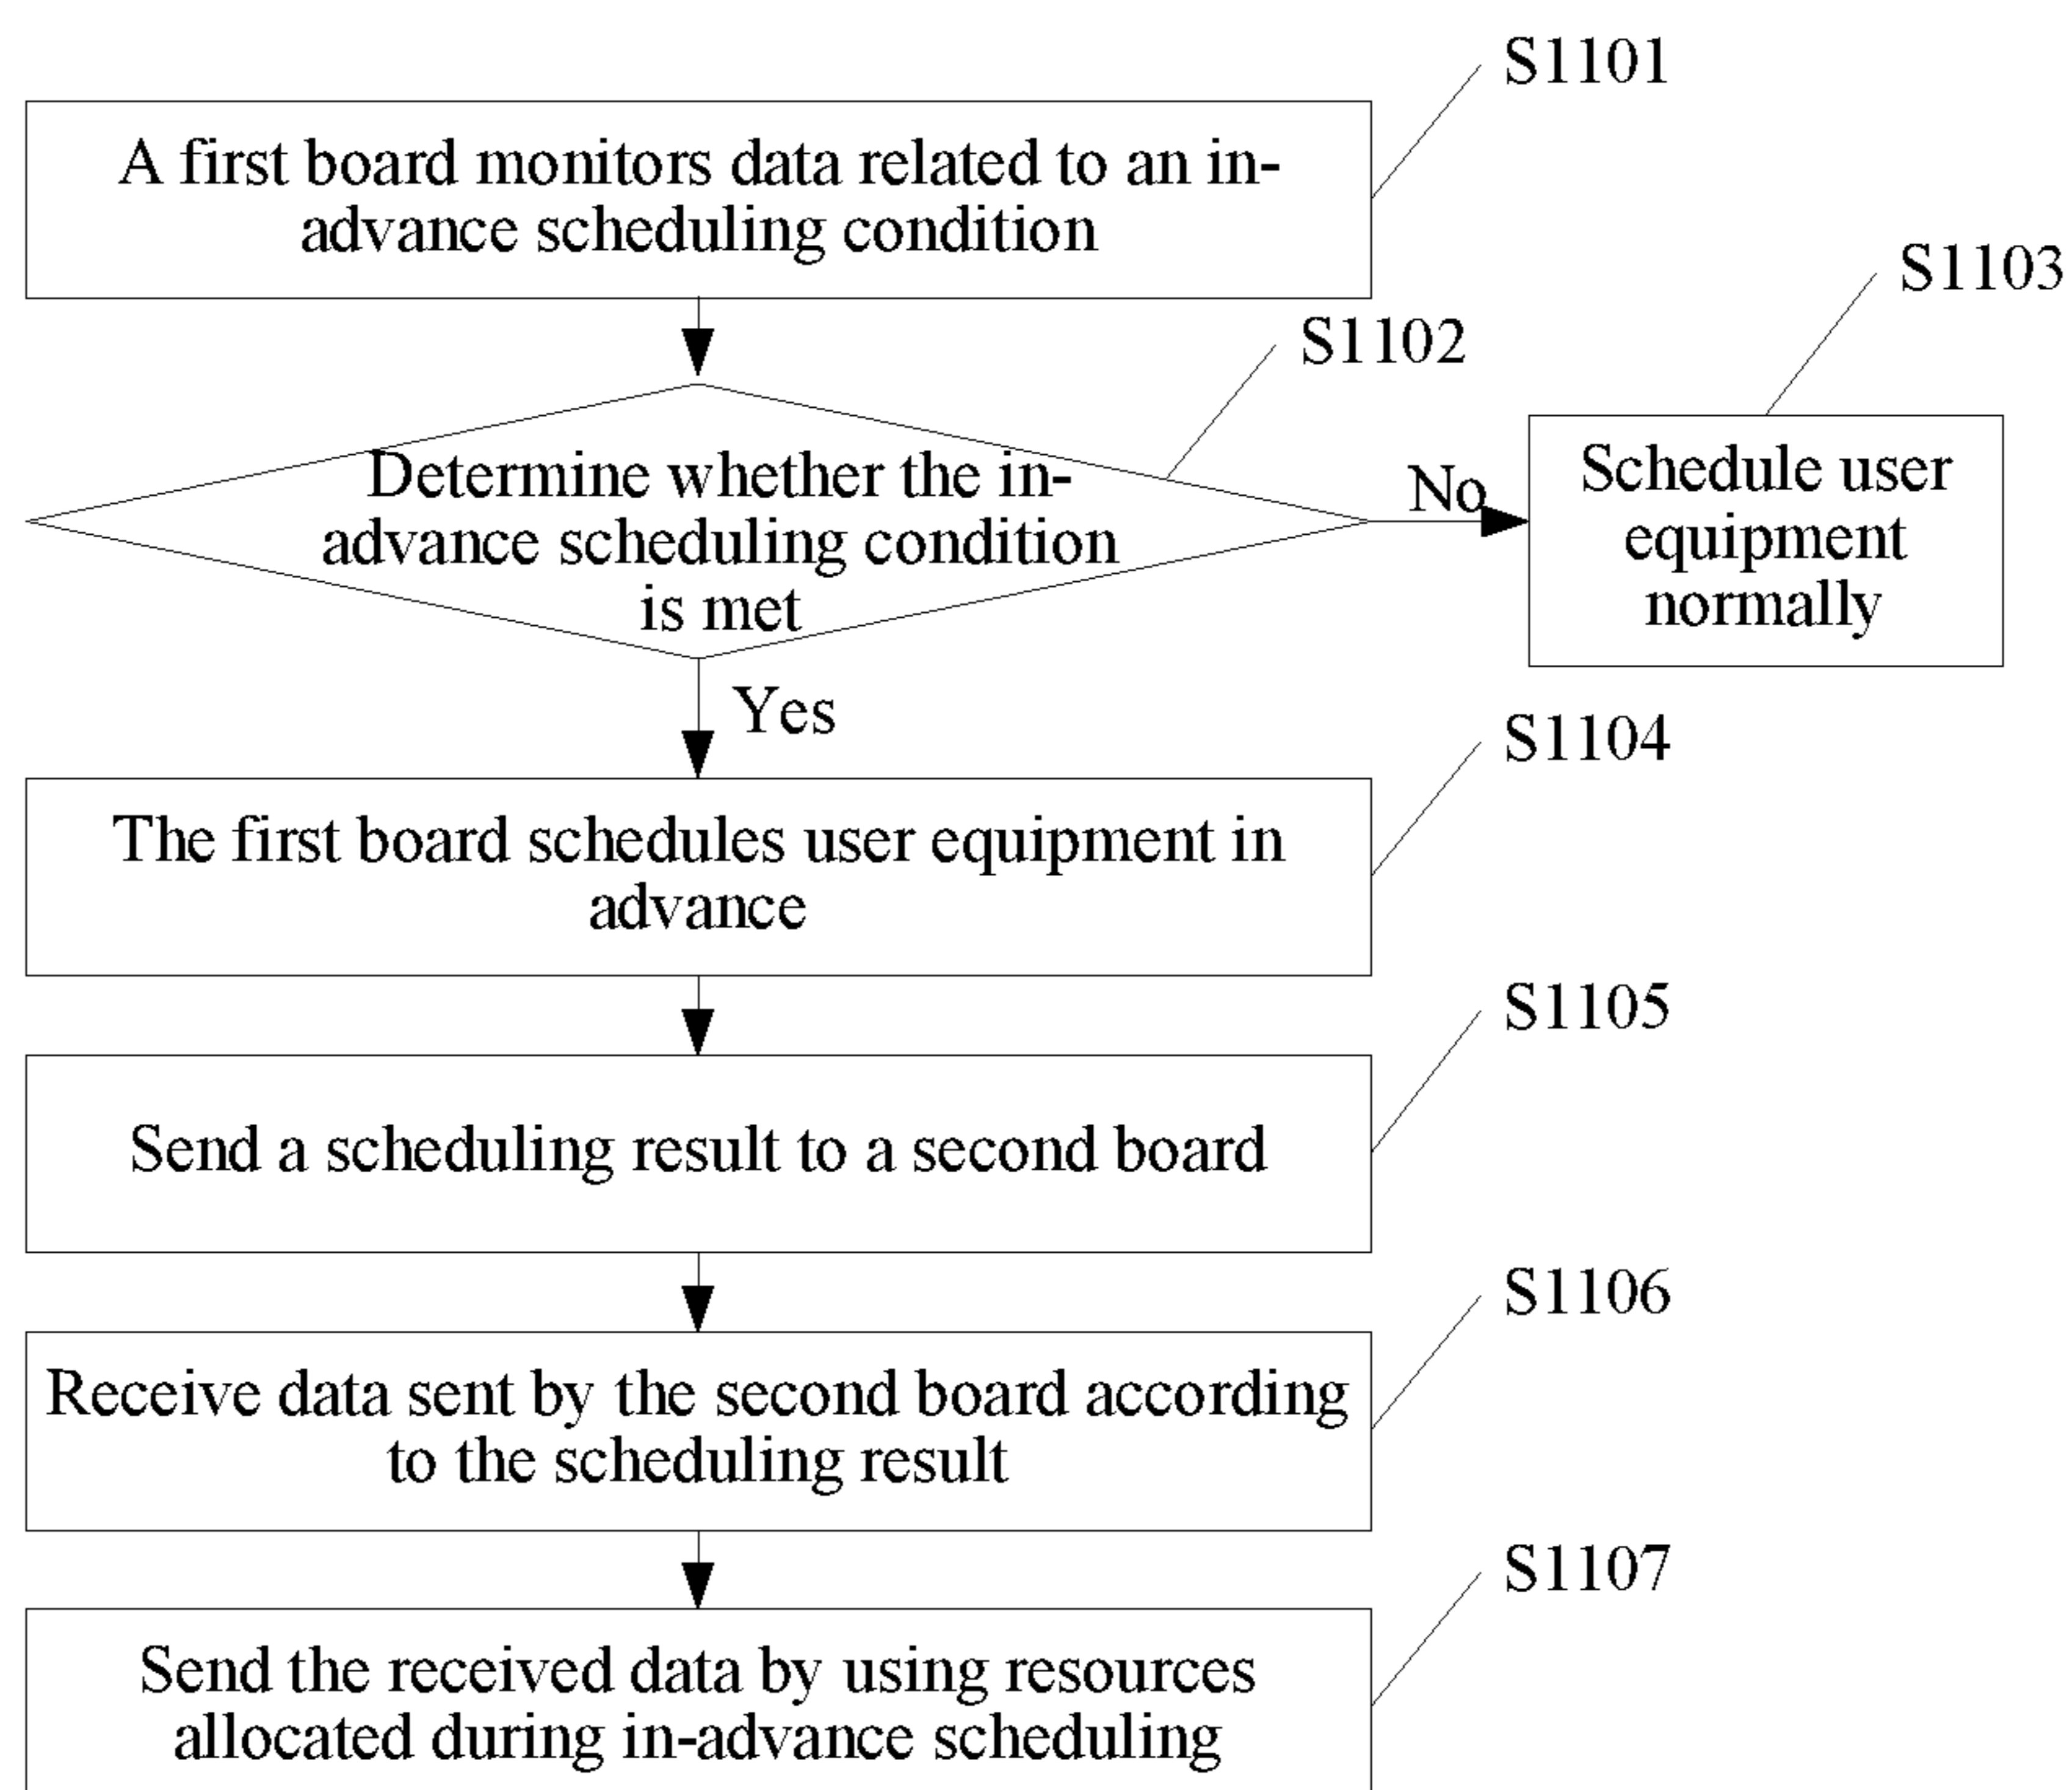 S1101
A first board monitors data related to an in-
advance scheduling condition
S1103
S1102
Determine whether the in-
advance scheduling condition
is met
No
Schedule user
equipment
normally
Yes
S1104
The first board schedules user equipment in
advance
S1105
Send a scheduling result to a second board
S1106
Receive data sent by the second board according
to the scheduling result
S1107
Send the received data by using resources
allocated during in-advance scheduling